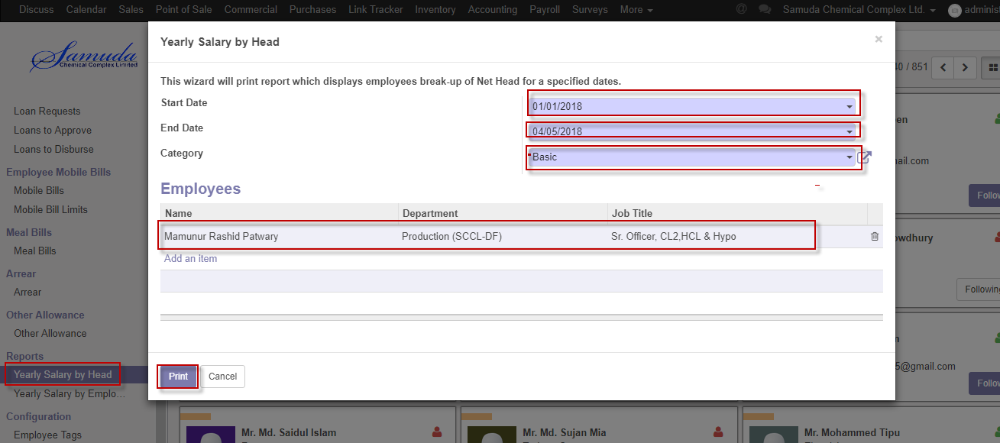 Discuss Calendar Sales Point of Sale Commercial Purchases Link Tracker Inventory Accounting Payroll Surveys More @ Samuda Chemical Complex Ltd. administ
Samuda
Chemical Complex Limited
Yearly Salary by Head ×
This wizard will print report which displays employees break-up of Net Head for a specified dates.
/ 851
Loan Requests
Loans to Approve
Loans to Disburse
Employee Mobile Bills
Mobile Bills
Mobile Bill Limits
Meal Bills
Meal Bills
Arrear
Arrear
Other Allowance
Other Allowance
Reports
Yearly Salary by Head
Yearly Salary by Emplo...
Configuration
Employee Tags
Start Date 01/01/2018
End Date 04/05/2018
Category Basic
Employees
Name Department Job Title
Mamunur Rashid Patwary Production (SCCL-DF) Sr. Officer, CL2,HCL & Hypo
Add an item
Print Cancel
en
ail.com
Follow
wdhury
Following
5@gmail.com
Follow
Mr. Md. Saidul Islam
Mr. Md. Sujan Mia
Mr. Mohammed Tipu